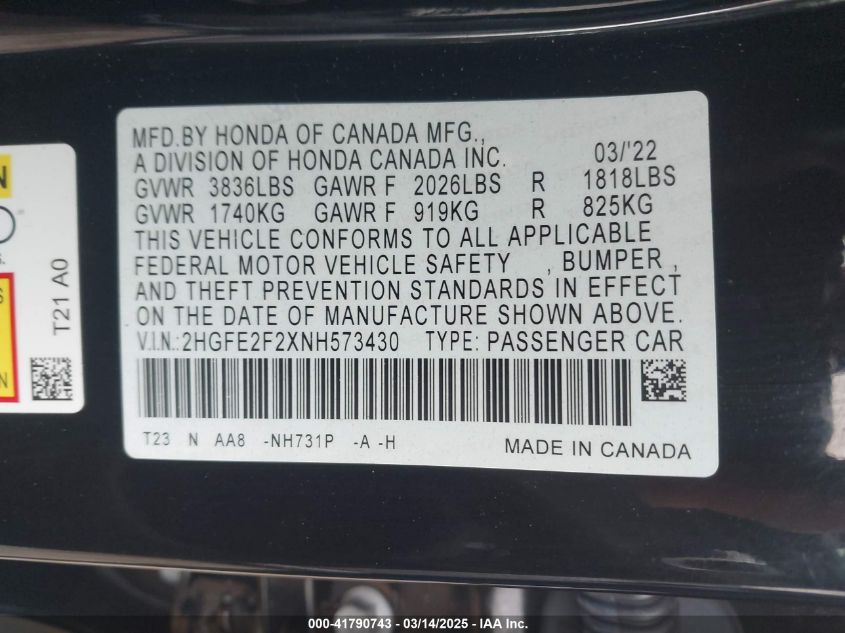 MFD.BY HONDA OF CANADA MFG.,
A DIVISION OF HONDA CANADA INC. 03/'22
GVWR 3836LBS GAWR F 2026LBS R 1818LBS
GVWR 1740KG GAWR F 919KG R 825KG
THIS VEHICLE CONFORMS TO ALL APPLICABLE
FEDERAL MOTOR VEHICLE SAFETY , BUMPER ,
AND THEFT PREVENTION STANDARDS IN EFFECT
ON THE DATE OF MANUFACTURE SHOWN ABOVE.
V.I.N.:2HGFE2F2XNH573430 TYPE: PASSENGER CAR
T23 N AA8 -NH731P -A -H MADE IN CANADA
T21 A0
000-41790743 / 03/14/2025 / IAA Inc.